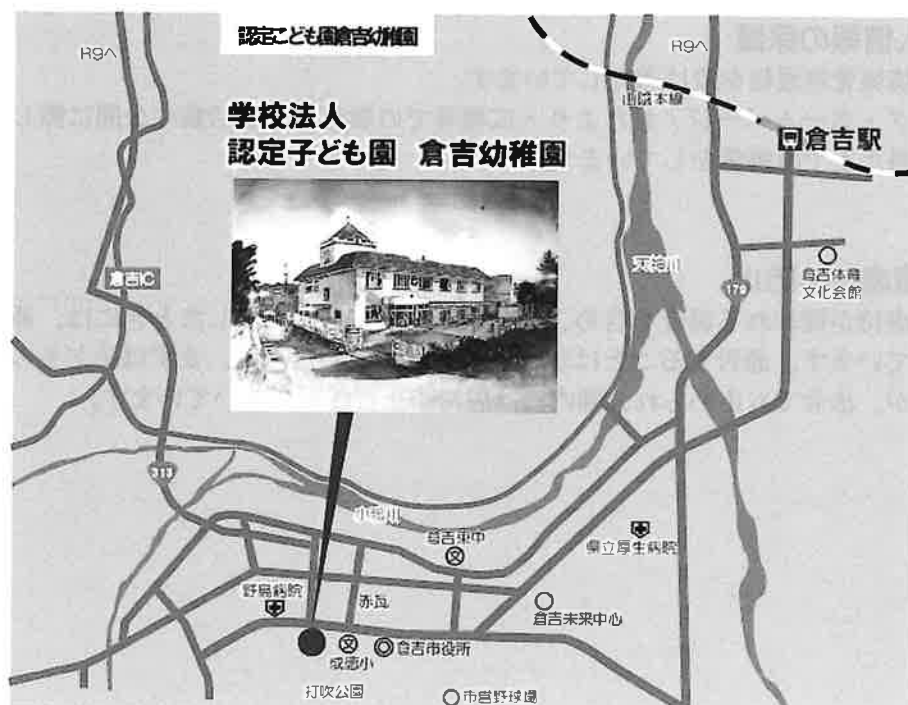 R9へ
認定こども園倉吉幼稚園
R9へ
学校法人
認定子ども園 倉吉幼稚園
山陰本線
倉吉駅
倉吉IC
天神川
179
倉吉体育
文化会館
313
小鴨川
倉吉東中
県立厚生病院
野島病院
赤瓦
倉吉未来中心
成徳小
倉吉市役所
打吹公園
市営野球場